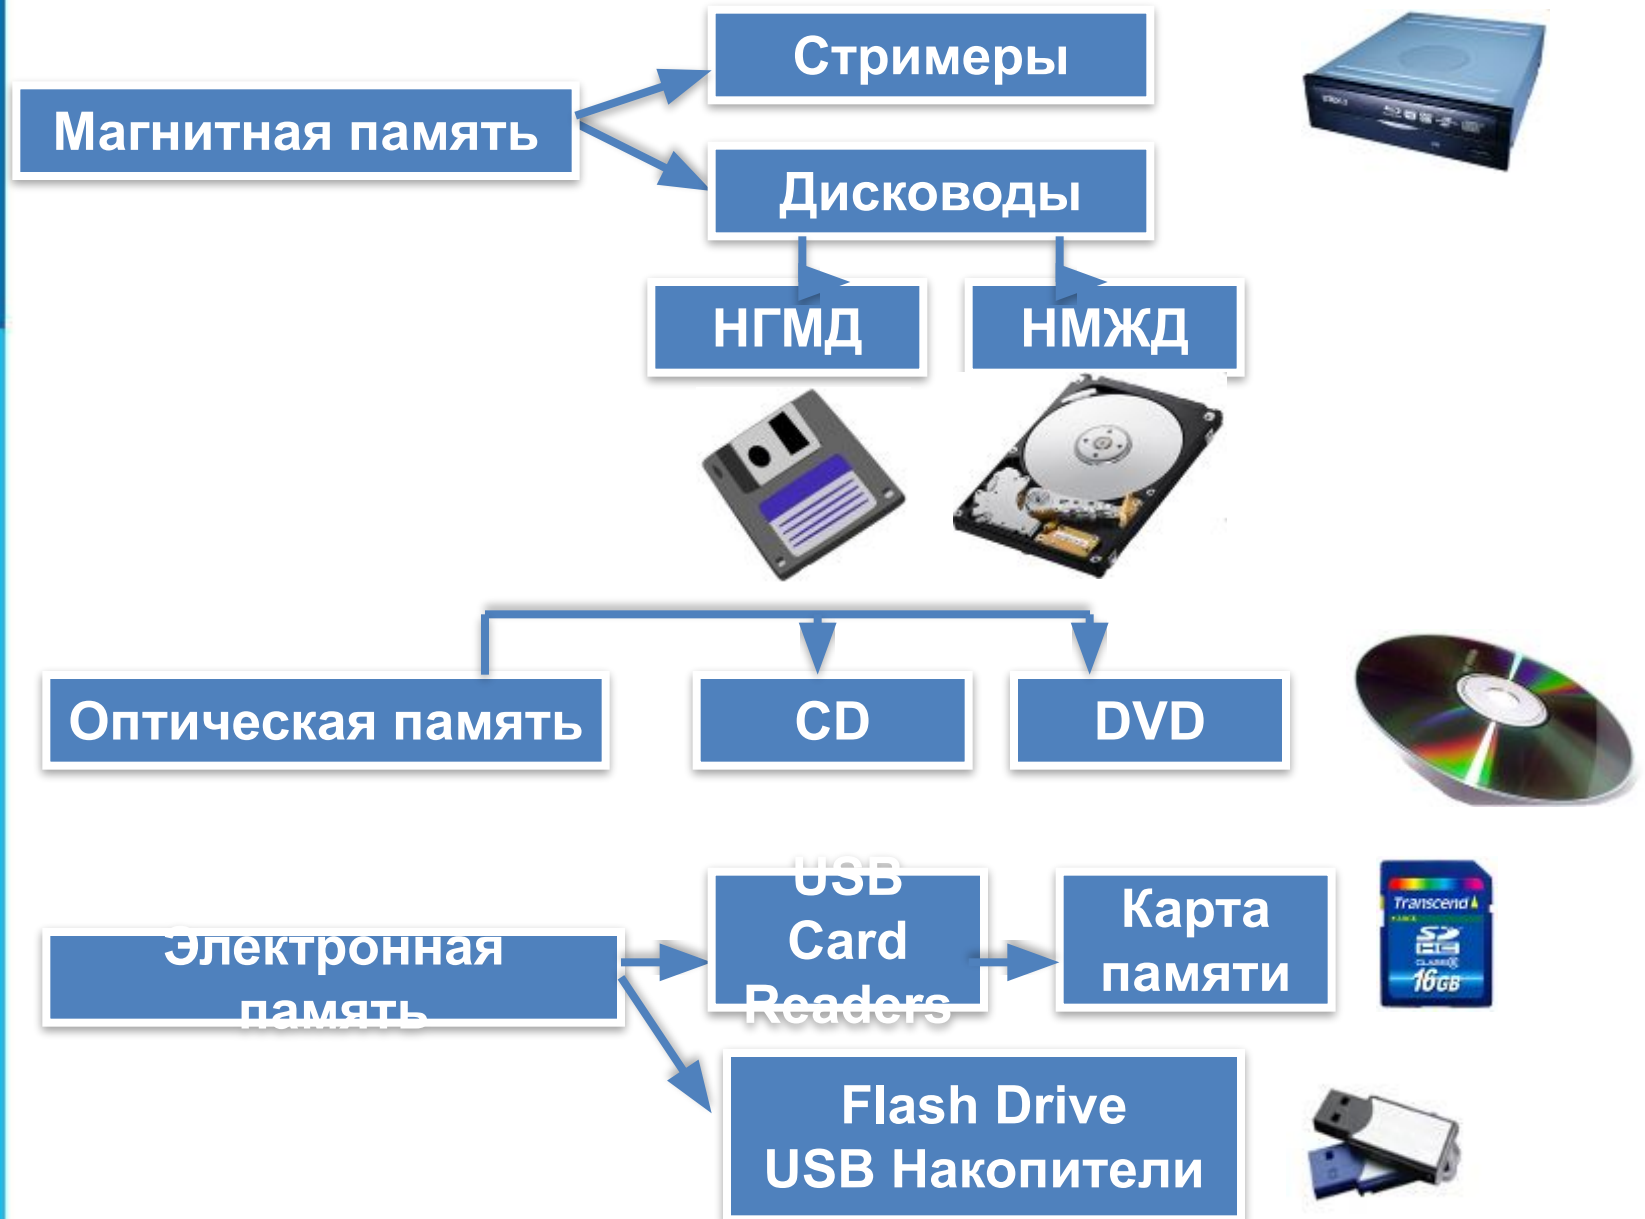 Стримеры
Магнитная память
Дисководы
НГМД
НМЖД
Оптическая память
CD
DVD
USB
Card
Readers
Карта
памяти
Электронная
память
Transcend
SD
HC
CLASS
16GB
Flash Drive
USB Накопители